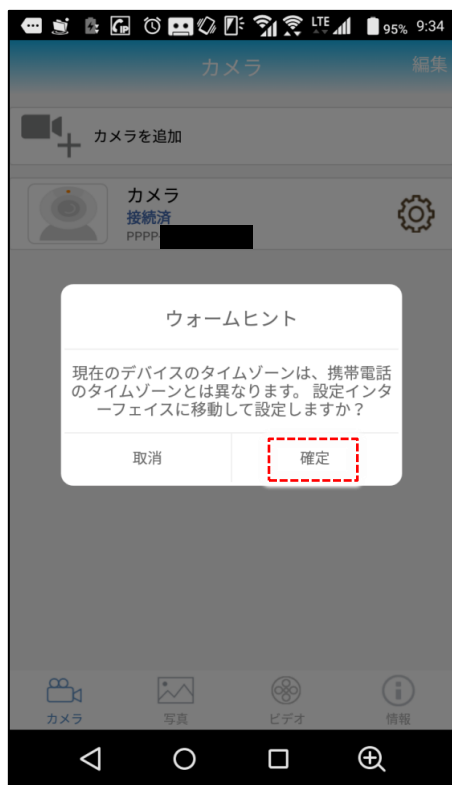 LTE 95% 9:34
カメラ 編集
カメラを追加
カメラ
接続済
PPPP
ウォームヒント
現在のデバイスのタイムゾーンは、携帯電話
のタイムゾーンとは異なります。 設定インタ
ーフェイスに移動して設定しますか？
取消 確定
カメラ 写真 ビデオ 情報